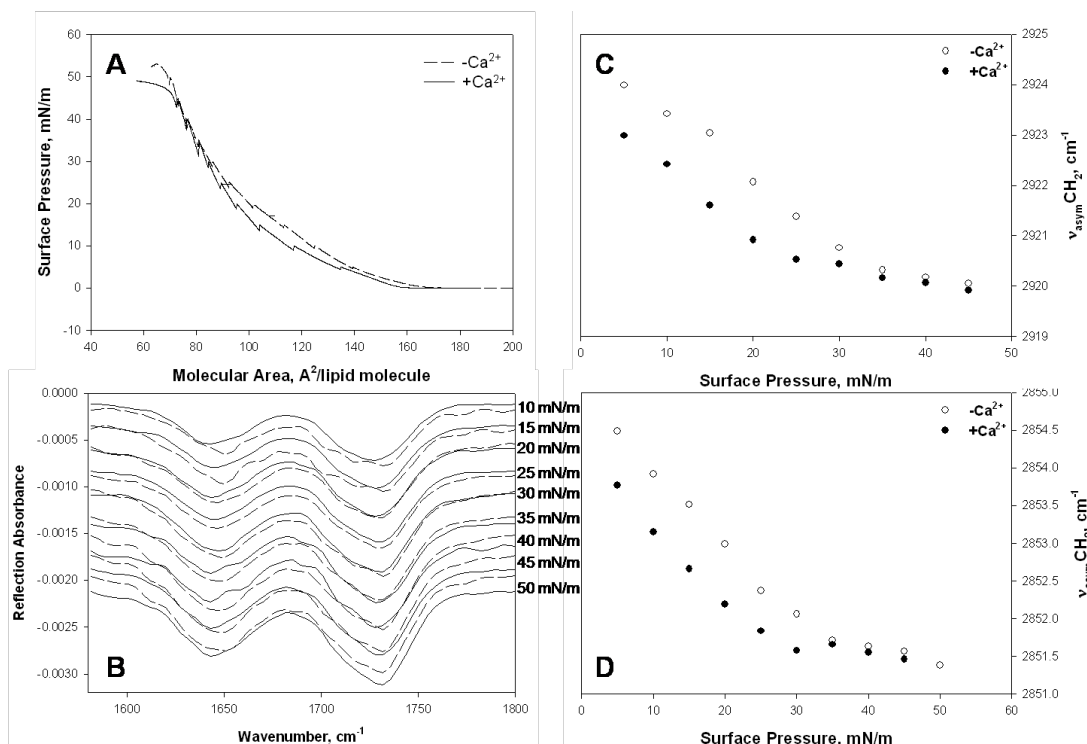 A
60
50
40
30
20
10
0
-10
Surface Pressure, mN/m
-Ca2+
+Ca2+
40 60 80 100 120 140 160 180 200
Molecular Area, A2/lipid molecule
C
-Ca2+
+Ca2+
2925
2924
2923
2922
2921
2920
2919
νasymCH2, cm-1
0 10 20 30 40 50
Surface Pressure, mN/m
B
0.0000
-0.0005
-0.0010
-0.0015
-0.0020
-0.0025
-0.0030
Reflection Absorbance
10 mN/m
15 mN/m
20 mN/m
25 mN/m
30 mN/m
35 mN/m
40 mN/m
45 mN/m
50 mN/m
1600 1650 1700 1750 1800
Wavenumber, cm-1
D
-Ca2+
+Ca2+
2855.0
2854.5
2854.0
2853.5
2853.0
2852.5
2852.0
2851.5
2851.0
cm-1
0 10 20 30 40 50 60
Surface Pressure, mN/m